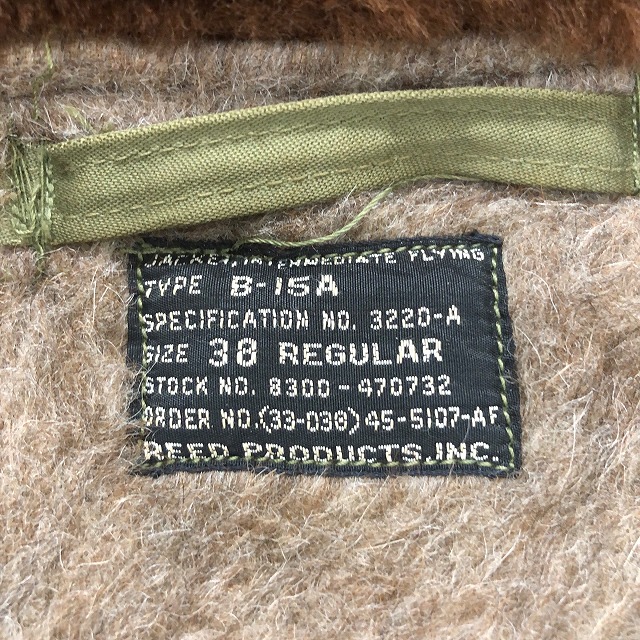 JACKET, INTERMEDIATE FLYING
TYPE B-15A
SPECIFICATION NO. 3220-A
SIZE 38 REGULAR
STOCK NO. 8300-470732
ORDER NO.(33-038)45-5107-AF
REED PRODUCTS, INC.